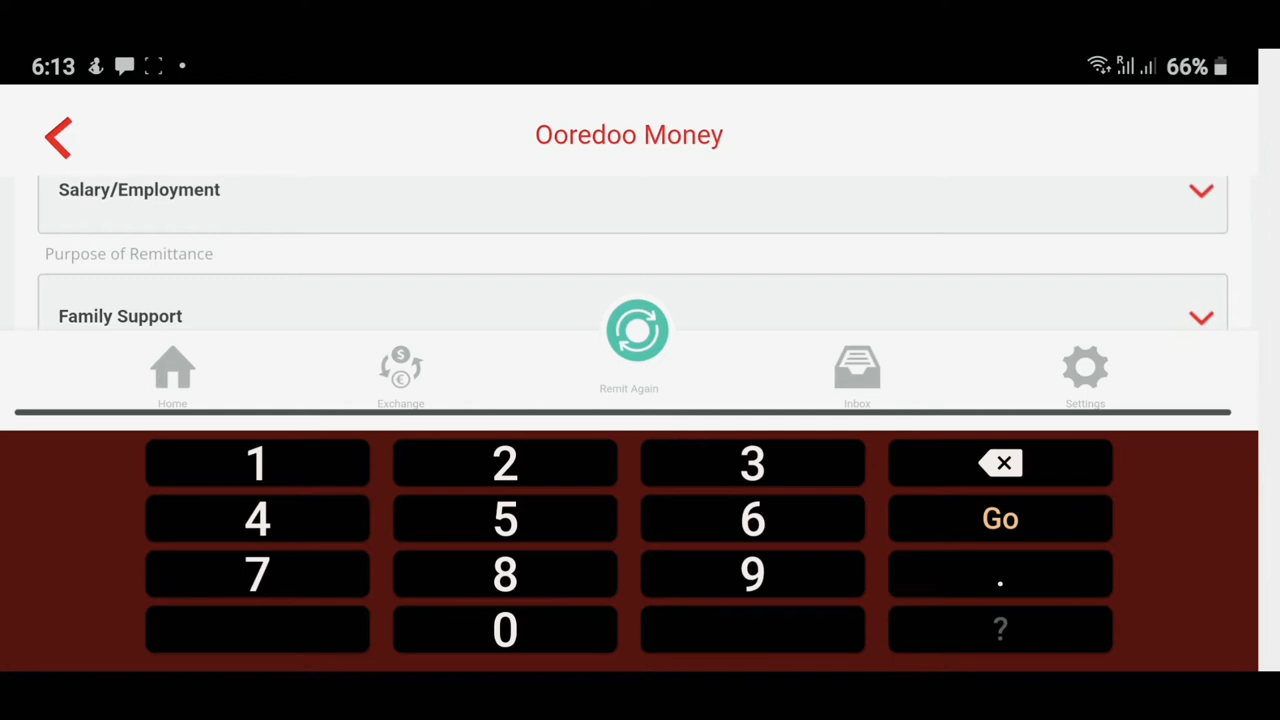 6:13
R
66%
Ooredoo Money
Salary/Employment
Purpose of Remittance
Family Support
$
€
Remit Again
Home
Exchange
Inbox
Settings
1 2 3
4 5 6 Go
7 8 9 .
0 ?